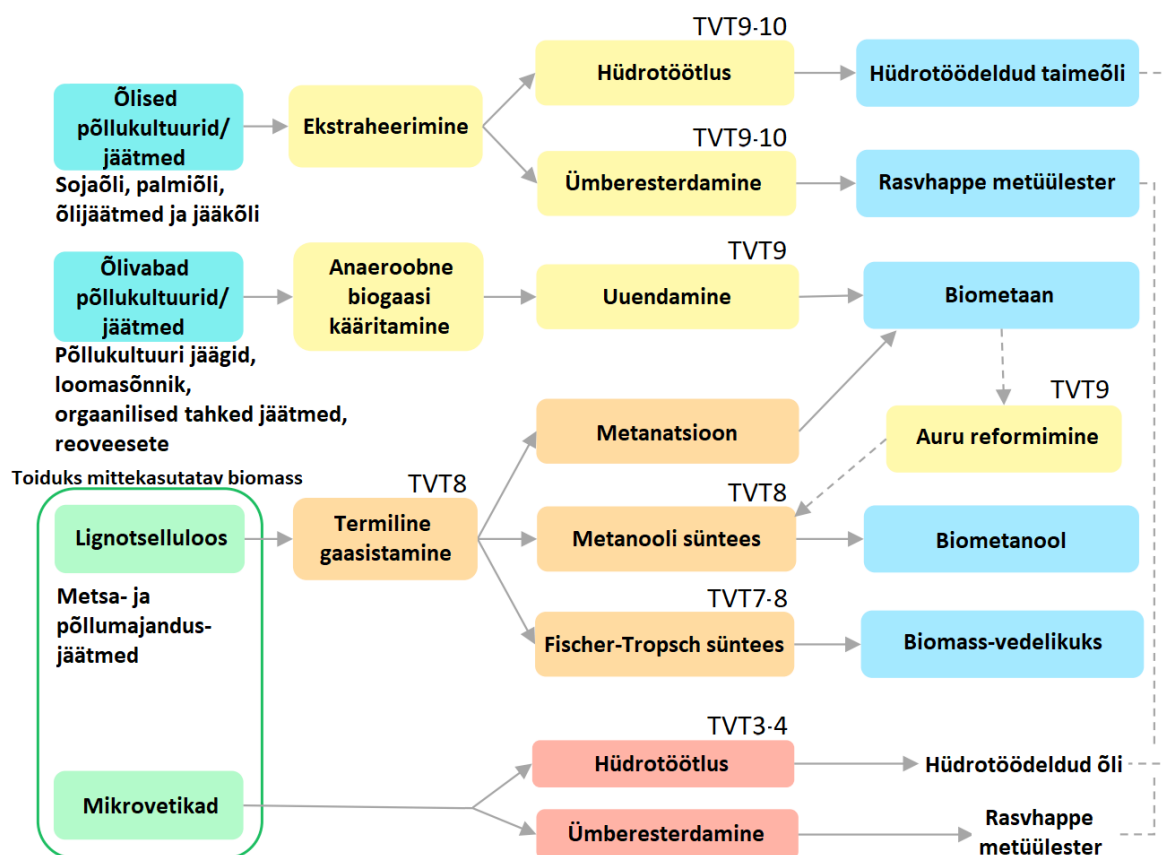 TVT9-10
Hüdrotöötlus
Hüdrotöödeldud taimeõli
Õlised
põllukultuurid/
jäätmed
Ekstraheerimine
TVT9-10
Ümberesterdamine
Rasvhappe metüülester
Sojaõli, palmiõli,
õlijäätmed ja jääkõli
TVT9
Õlivabad
põllukultuurid/
jäätmed
Anaeroobne
biogaasi
kääritamine
Uuendamine
Biometaan
Põllukultuuri jäägid,
loomasõnnik,
orgaanilised tahked jäätmed,
reoveesete
TVT9
Metanatsioon
Auru reformimine
Toiduks mittekasutatav biomass
TVT8
TVT8
Lignotselluloos
Termiline
gaasistamine
Metanooli süntees
Biometanool
Metsa- ja
põllumajandus-
jäätmed
TVT7-8
Fischer-Tropsch süntees
Biomass-vedelikuks
TVT3-4
Hüdrotöötlus
Hüdrotöödeldud õli
Mikrovetikad
Ümberesterdamine
Rasvhappe
metüülester